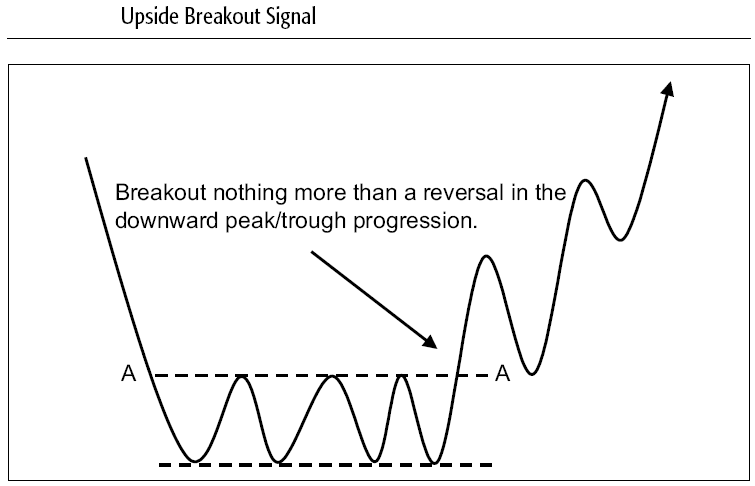 Upside Breakout Signal
Breakout nothing more than a reversal in the
downward peak/trough progression.
A
A